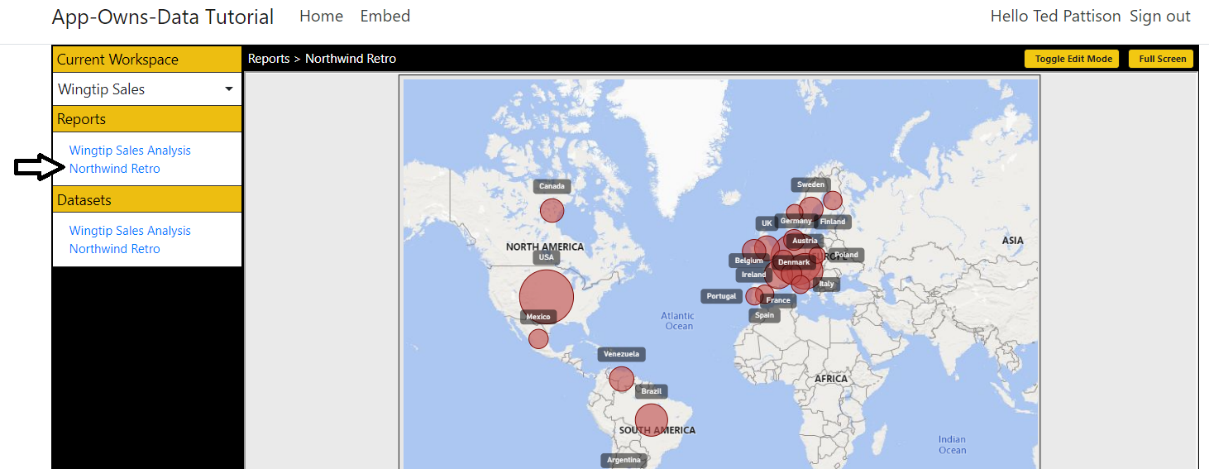 App-Owns-Data Tutorial Home Embed Hello Ted Pattison Sign out
Current Workspace
Reports > Northwind Retro
Toggle Edit Mode
Full Screen
Wingtip Sales
Reports
Wingtip Sales Analysis
Northwind Retro
Datasets
Wingtip Sales Analysis
Northwind Retro
Canada
Sweden
UK
Germany
Finland
NORTH AMERICA
USA
Austria
ASIA
Belgium
Denmark
Poland
Ireland
Italy
Portugal
France
Spain
Mexico
Atlantic
Ocean
Venezuela
AFRICA
Brazil
SOUTH AMERICA
Indian
Ocean
Argentina